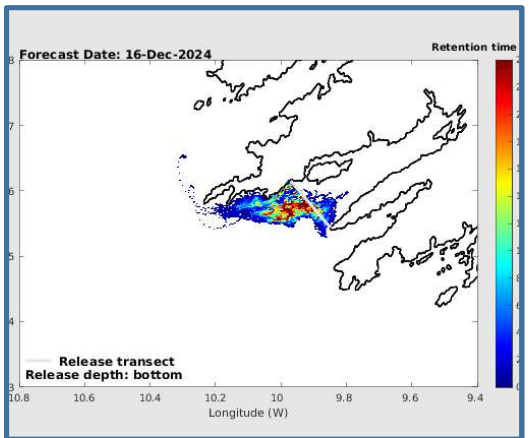 Forecast Date: 16-Dec-2024
Retention time
8
7
6
5
4
3
Release transect
Release depth: bottom
10.8 10.6 10.4 10.2 10 9.8 9.6 9.4
Longitude (W)